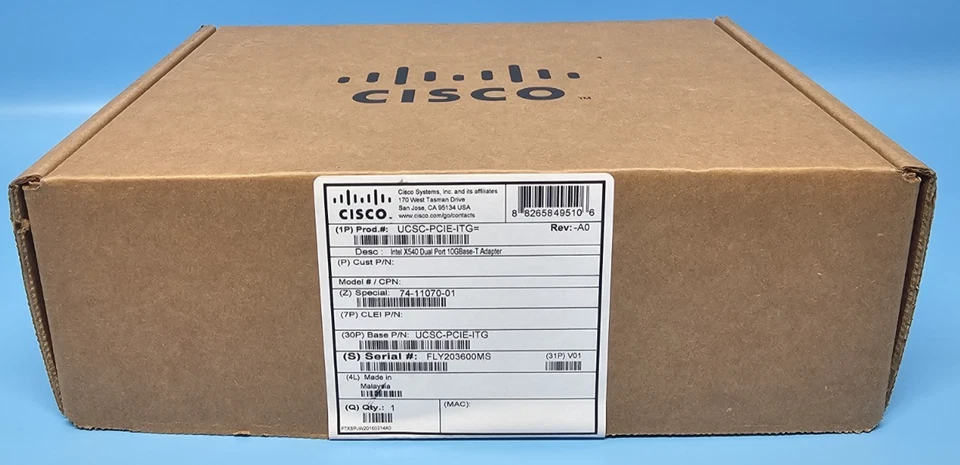 CISCO™
CISCO
Cisco Systems, Inc. and its affiliates
170 West Tasman Drive
San Jose, CA 95134 USA
www.cisco.com/go/contacts
8 82658 49510 6
(1P) Prod.#: UCSC-PCIE-ITG=
Rev: -A0
Desc : Intel X540 Dual Port 10GBase-T Adapter
(P) Cust P/N:
Model # / CPN:
(Z) Special: 74-11070-01
(7P) CLEI P/N:
(30P) Base P/N: UCSC-PCIE-ITG
(S) Serial #: FLY203600MS
(31P) V01
(4L) Made in
Malaysia
(Q) Qty.: 1
(MAC):